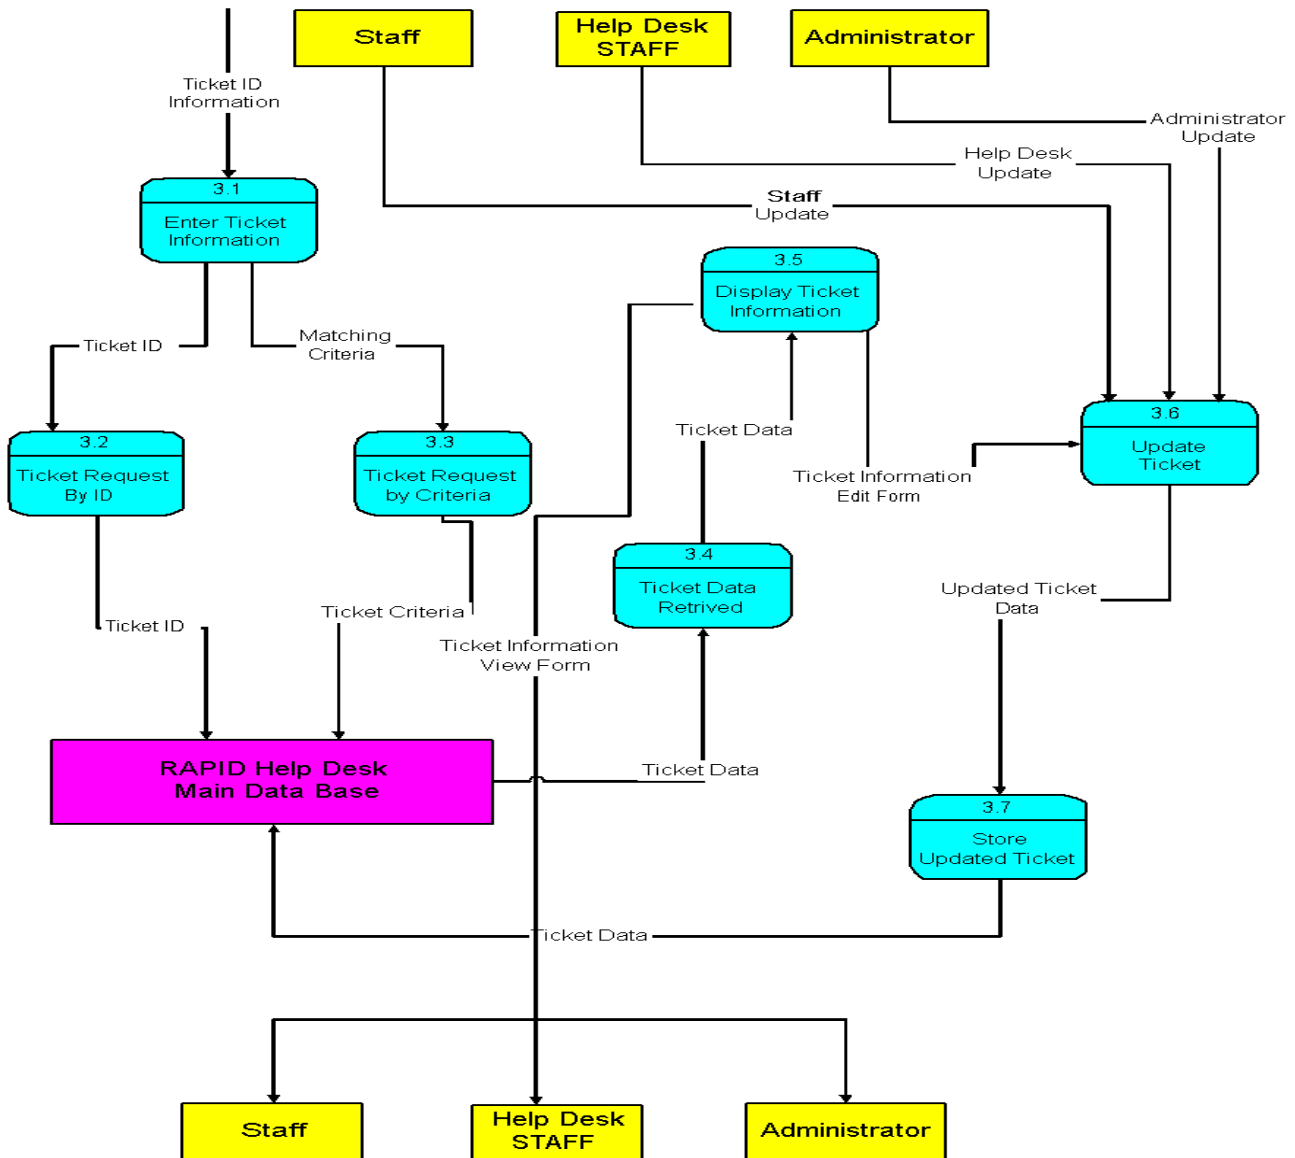 Staff
Help Desk
STAFF
Administrator
Ticket ID
Information
Administrator
Update
Help Desk
Update
Staff
Update
3.1
Enter Ticket
Information
3.5
Display Ticket
Information
Ticket ID
Matching
Criteria
3.2
Ticket Request
By ID
3.3
Ticket Request
by Criteria
Ticket Data
3.6
Update
Ticket
Ticket Information
Edit Form
3.4
Ticket Data
Retrived
Updated Ticket
Data
Ticket ID
Ticket Criteria
Ticket Information
View Form
RAPID Help Desk
Main Data Base
Ticket Data
3.7
Store
Updated Ticket
Ticket Data
Staff
Help Desk
STAFF
Administrator